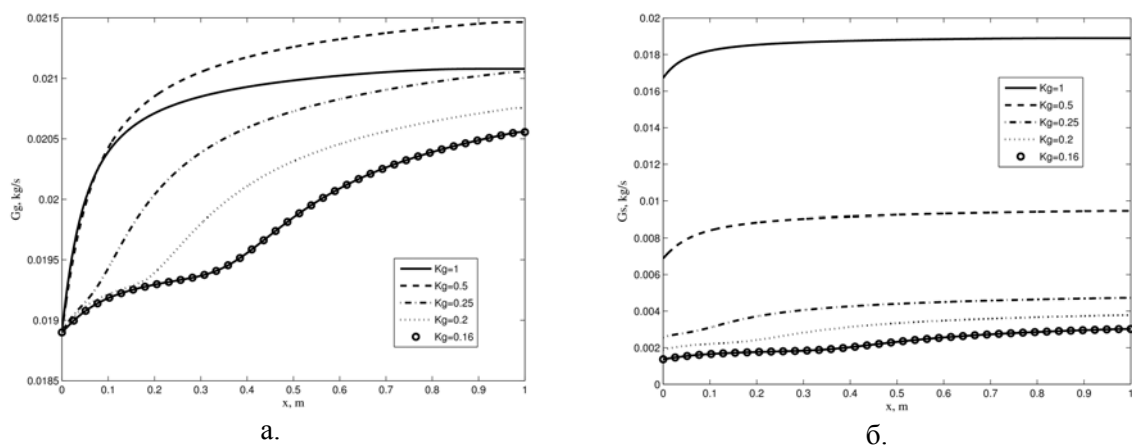 0.0215
0.021
0.0205
0.02
0.0195
0.019
0.0185
Gg, kg/s
0 0.1 0.2 0.3 0.4 0.5 0.6 0.7 0.8 0.9 1
x, m
Kg=1
Kg=0.5
Kg=0.25
Kg=0.2
Kg=0.16
а.
0.02
0.018
0.016
0.014
0.012
0.01
0.008
0.006
0.004
0.002
0
Gs, kg/s
0 0.1 0.2 0.3 0.4 0.5 0.6 0.7 0.8 0.9 1
x, m
Kg=1
Kg=0.5
Kg=0.25
Kg=0.2
Kg=0.16
б.